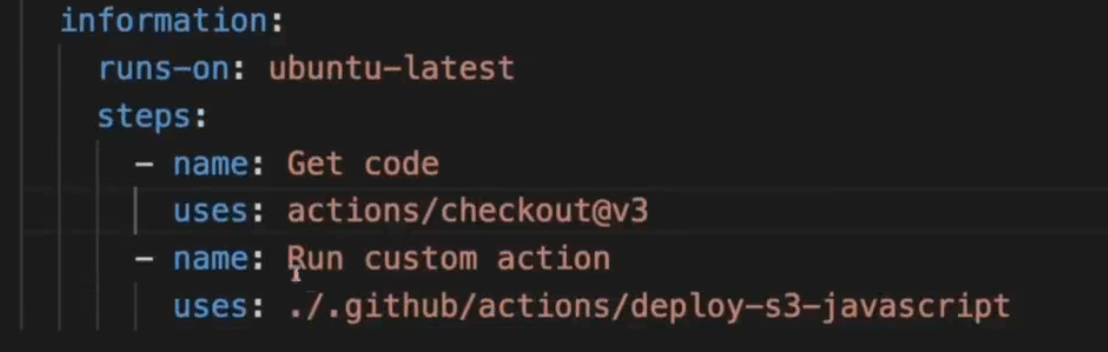 information:
runs-on: ubuntu-latest
steps:
- name: Get code
uses: actions/checkout@v3
- name: Run custom action
uses: ./.github/actions/deploy-s3-javascript